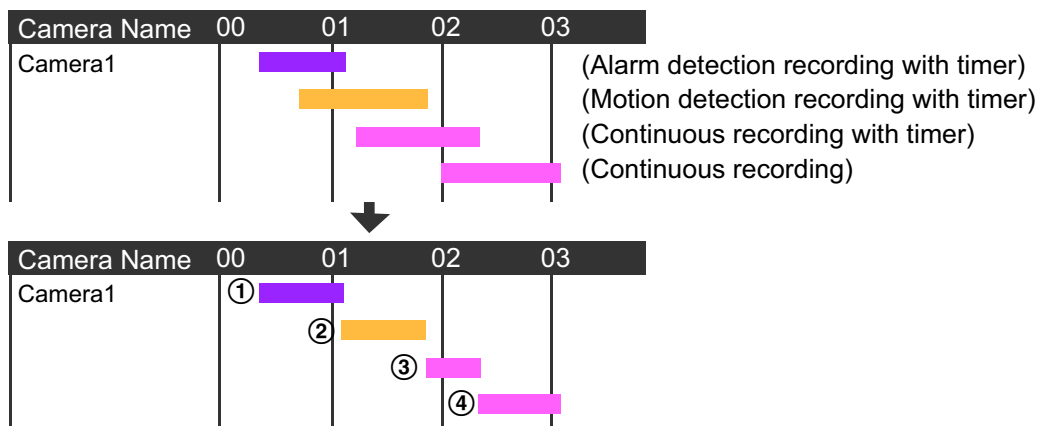 Camera Name 00 01 02 03
Camera1 (Alarm detection recording with timer)
(Motion detection recording with timer)
(Continuous recording with timer)
(Continuous recording)
Camera Name 00 01 02 03
Camera1 ①
②
③
④